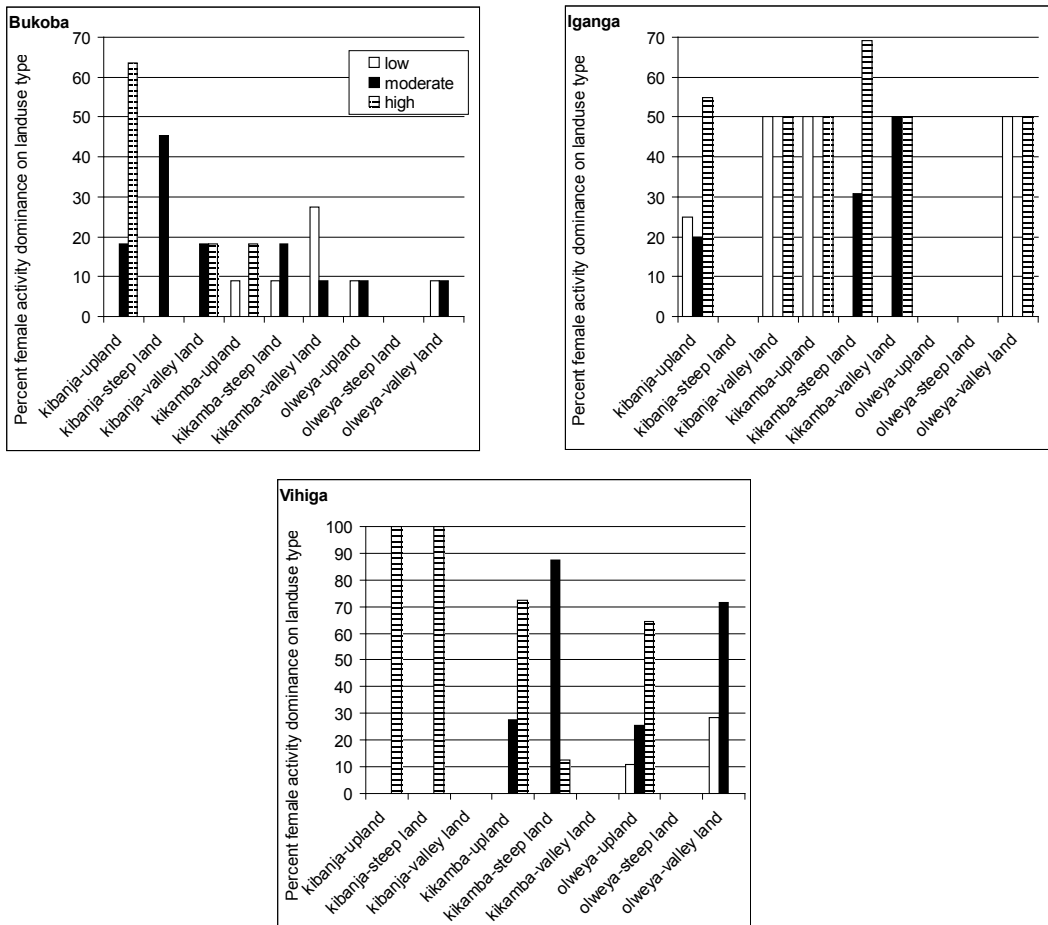 Bukoba
Percent female activity dominance on landuse type
70
60
50
40
30
20
10
0
low
moderate
high
kibanja-upland
kibanja-steep land
kibanja-valley land
kikamba-upland
kikamba-steep land
kikamba-valley land
olweya-upland
olweya-steep land
olweya-valley land
Iganga
Percent female activity dominance on landuse type
70
60
50
40
30
20
10
0
kibanja-upland
kibanja-steep land
kibanja-valley land
kikamba-upland
kikamba-steep land
kikamba-valley land
olweya-upland
olweya-steep land
olweya-valley land
Vihiga
Percent female activity dominance on landuse type
100
90
80
70
60
50
40
30
20
10
0
kibanja-upland
kibanja-steep land
kibanja-valley land
kikamba-upland
kikamba-steep land
kikamba-valley land
olweya-upland
olweya-steep land
olweya-valley land